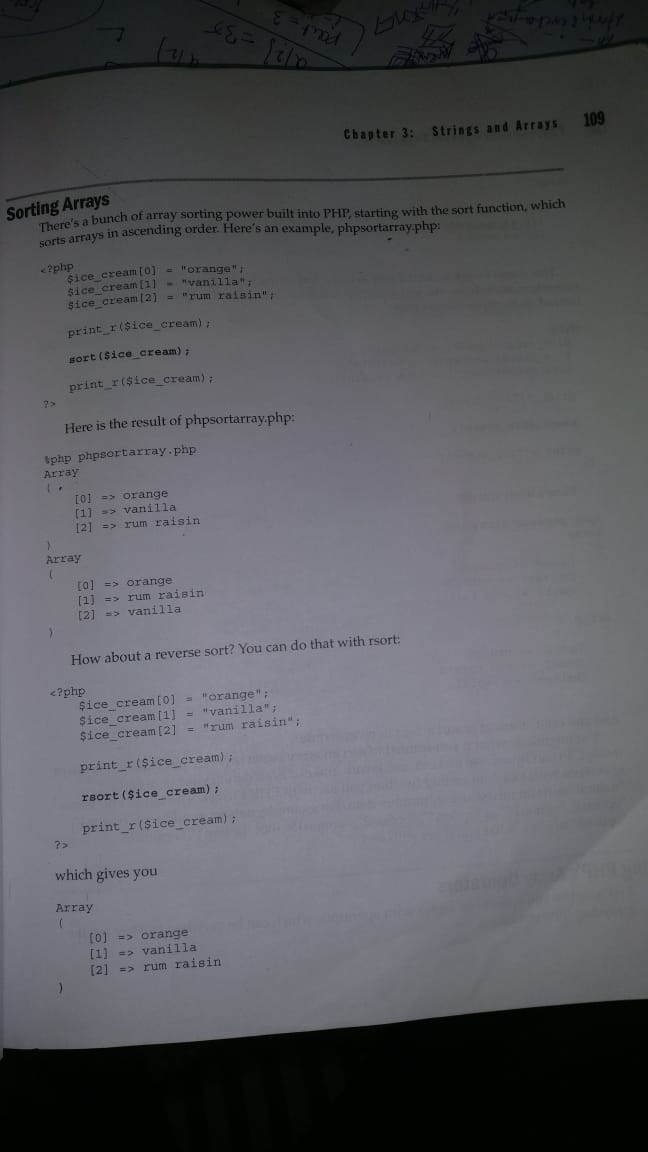 Chapter 3: Strings and Arrays 109
Sorting Arrays
There's a bunch of array sorting power built into PHP, starting with the sort function, which
sorts arrays in ascending order. Here's an example, phpsortarray.php:
<?php
$ice_cream[0] = "orange";
$ice_cream[1] = "vanilla";
$ice_cream[2] = "rum raisin";
print_r($ice_cream);
sort($ice_cream);
print_r($ice_cream);
?>
Here is the result of phpsortarray.php:
%php phpsortarray.php
Array
(
[0] => orange
[1] => vanilla
[2] => rum raisin
)
Array
(
[0] => orange
[1] => rum raisin
[2] => vanilla
)
How about a reverse sort? You can do that with rsort:
<?php
$ice_cream[0] = "orange";
$ice_cream[1] = "vanilla";
$ice_cream[2] = "rum raisin";
print_r($ice_cream);
rsort($ice_cream);
print_r($ice_cream);
?>
which gives you
Array
(
[0] => orange
[1] => vanilla
[2] => rum raisin
)